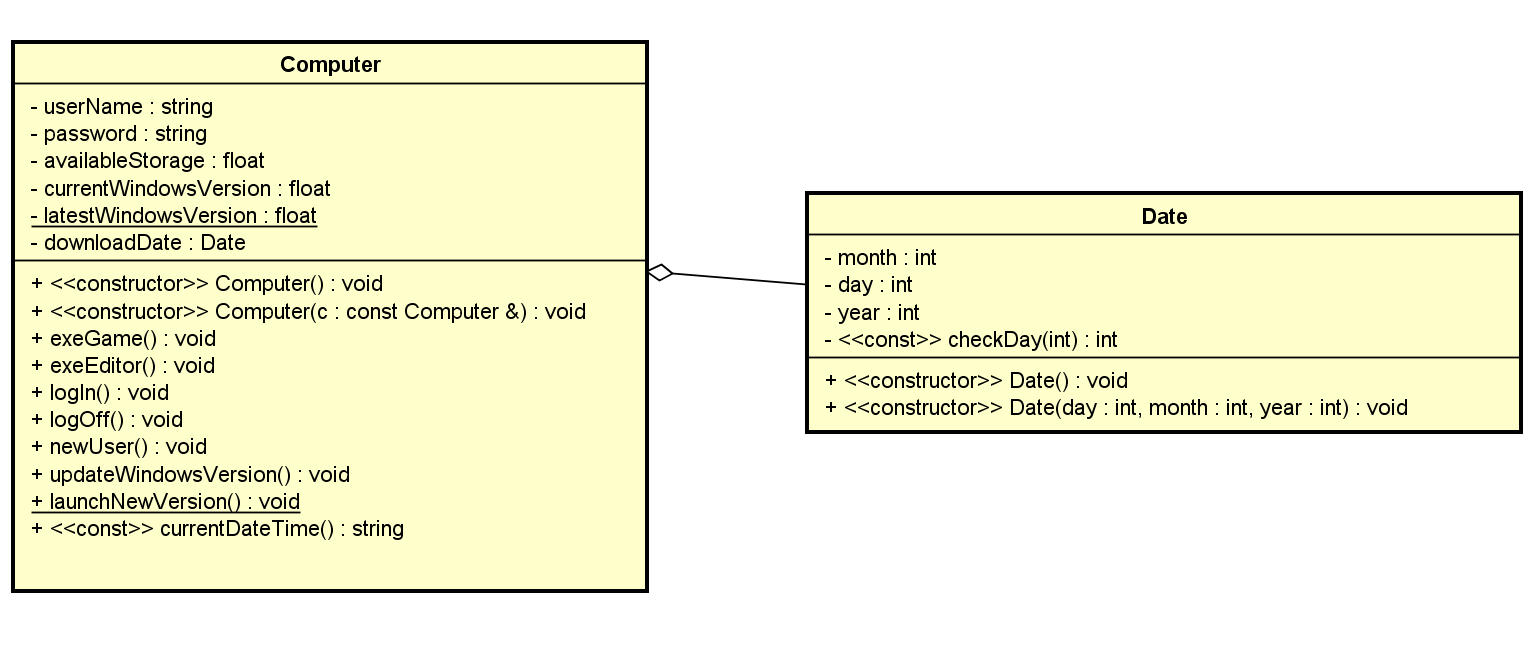 Computer
- userName : string
- password : string
- availableStorage : float
- currentWindowsVersion : float
- latestWindowsVersion : float
- downloadDate : Date
+ <<constructor>> Computer() : void
+ <<constructor>> Computer(c : const Computer &) : void
+ exeGame() : void
+ exeEditor() : void
+ logIn() : void
+ logOff() : void
+ newUser() : void
+ updateWindowsVersion() : void
+ launchNewVersion() : void
+ <<const>> currentDateTime() : string
Date
- month : int
- day : int
- year : int
- <<const>> checkDay(int) : int
+ <<constructor>> Date() : void
+ <<constructor>> Date(day : int, month : int, year : int) : void